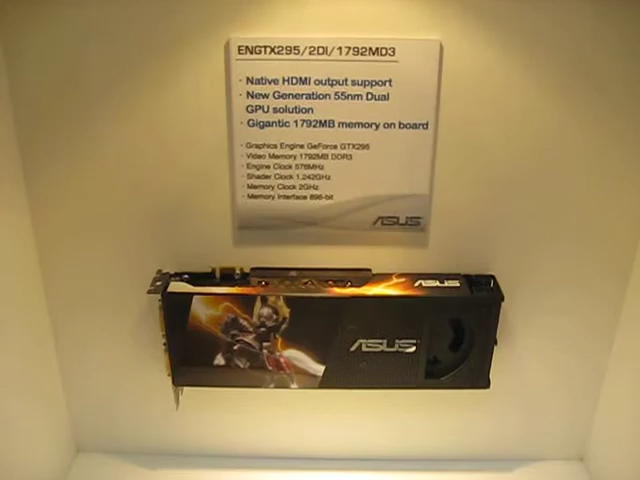 ENGTX295/2DI/1792MD3
· Native HDMI output support
· New Generation 55nm Dual
GPU solution
· Gigantic 1792MB memory on board
· Graphics Engine GeForce GTX295
· Video Memory 1792MB DDR3
· Engine Clock 576MHz
· Shader Clock 1.242GHz
· Memory Clock 2GHz
· Memory Interface 896-bit
ASUS
ASUS
ASUS